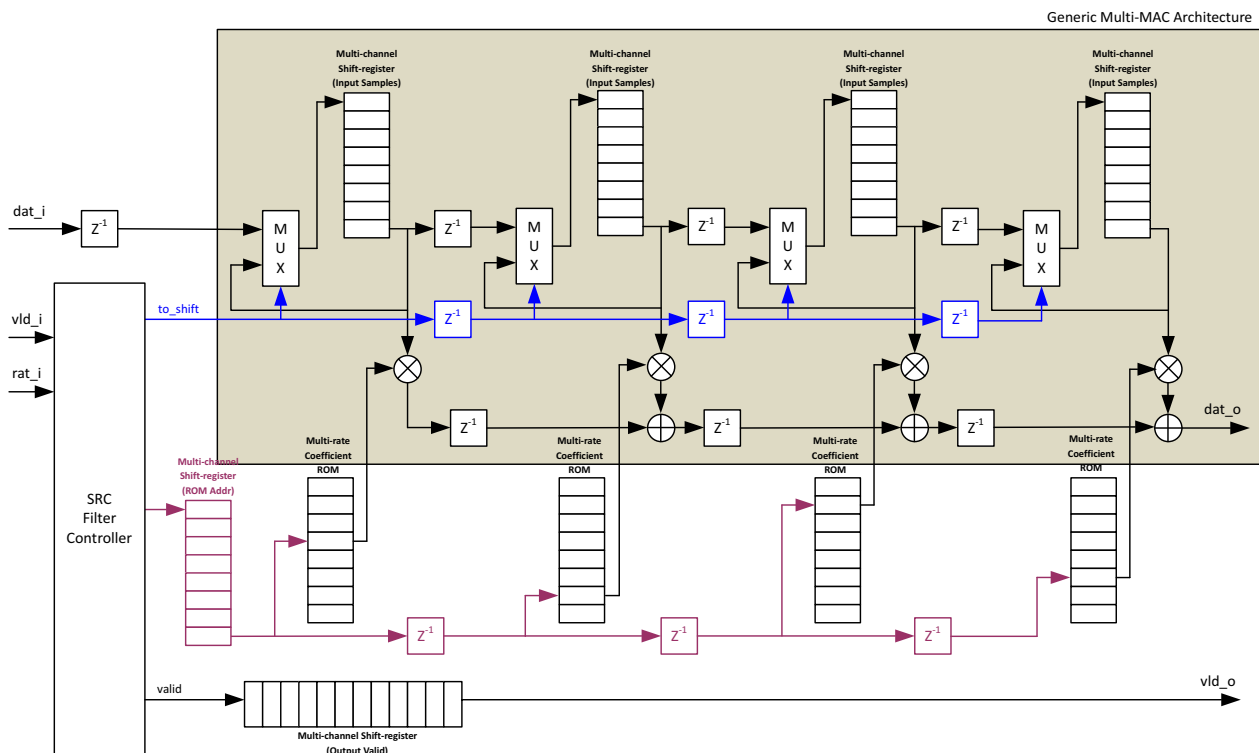 Generic Multi-MAC Architecture
Multi-channel
Shift-register
(Input Samples)
Multi-channel
Shift-register
(Input Samples)
Multi-channel
Shift-register
(Input Samples)
Multi-channel
Shift-register
(Input Samples)
dat_i
Z-1
M
U
X
Z-1
M
U
X
Z-1
M
U
X
Z-1
M
U
X
vld_i
rat_i
to_shift
Z-1
Z-1
Z-1
Z-1
Z-1
Z-1
dat_o
SRC
Filter
Controller
Multi-channel
Shift-register
(ROM Addr)
Multi-rate
Coefficient
ROM
Multi-rate
Coefficient
ROM
Multi-rate
Coefficient
ROM
Multi-rate
Coefficient
ROM
Z-1
Z-1
Z-1
valid
vld_o
Multi-channel Shift-register
(Output Valid)